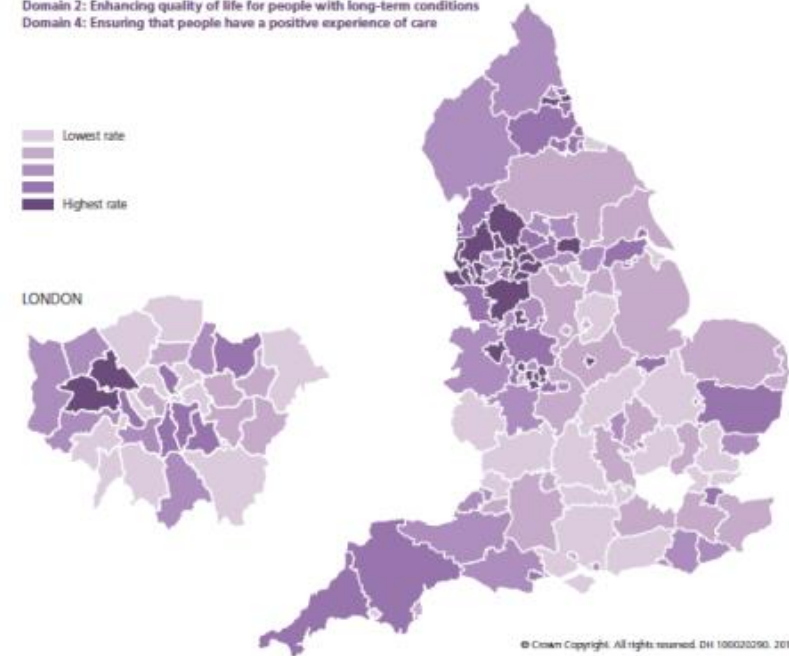 Domain 2: Enhancing quality of life for people with long-term conditions
Domain 4: Ensuring that people have a positive experience of care
Lowest rate
Highest rate
LONDON
© Crown Copyright. All rights reserved. DH 100020290. 201